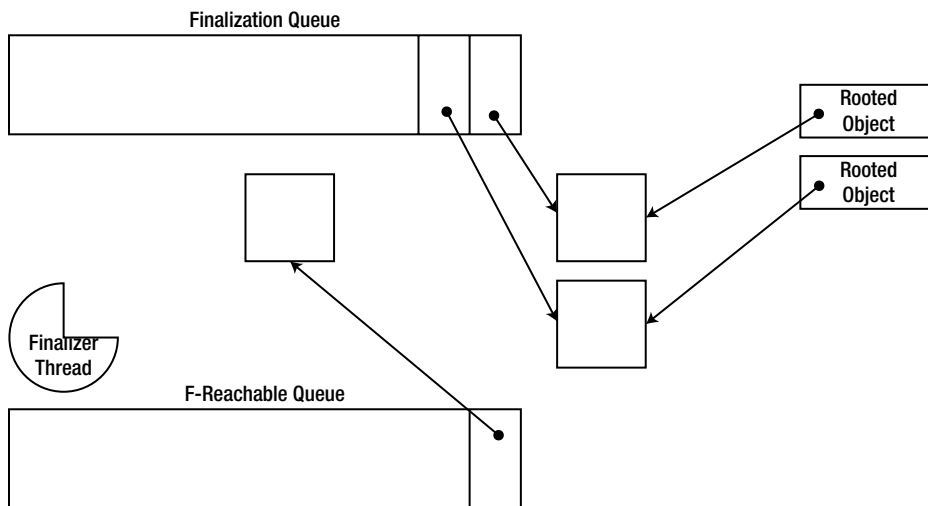 Finalization Queue
Rooted
Object
Rooted
Object
Finalizer
Thread
F-Reachable Queue